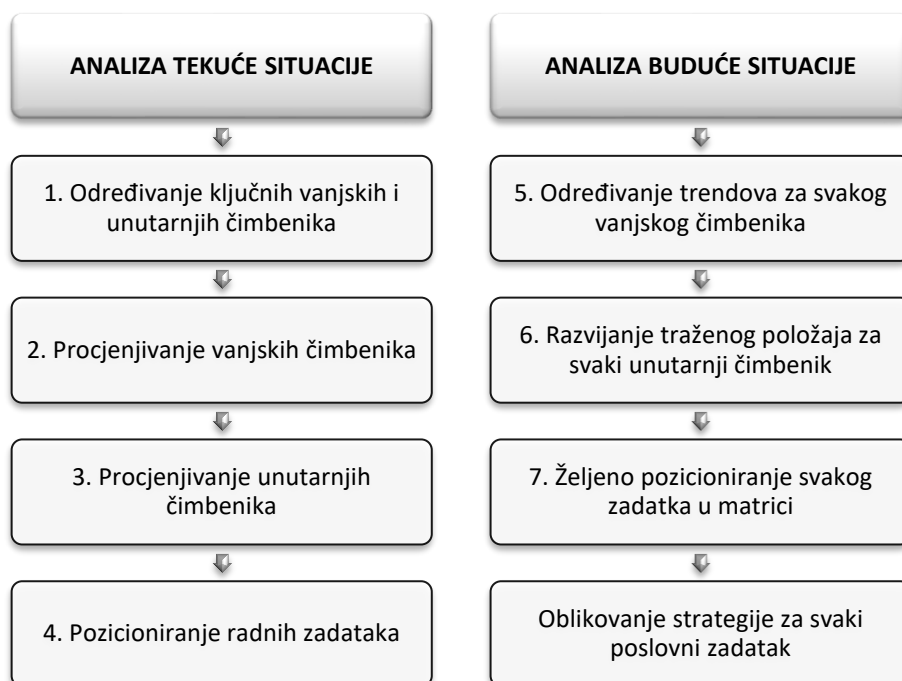 ANALIZA TEKUĆE SITUACIJE
1. Određivanje ključnih vanjskih i
unutarnjih čimbenika
2. Procjenjivanje vanjskih čimbenika
3. Procjenjivanje unutarnjih
čimbenika
4. Pozicioniranje radnih zadataka
ANALIZA BUDUĆE SITUACIJE
5. Određivanje trendova za svakog
vanjskog čimbenika
6. Razvijanje traženog položaja za
svaki unutarnji čimbenik
7. Željeno pozicioniranje svakog
zadatka u matrici
Oblikovanje strategije za svaki
poslovni zadatak